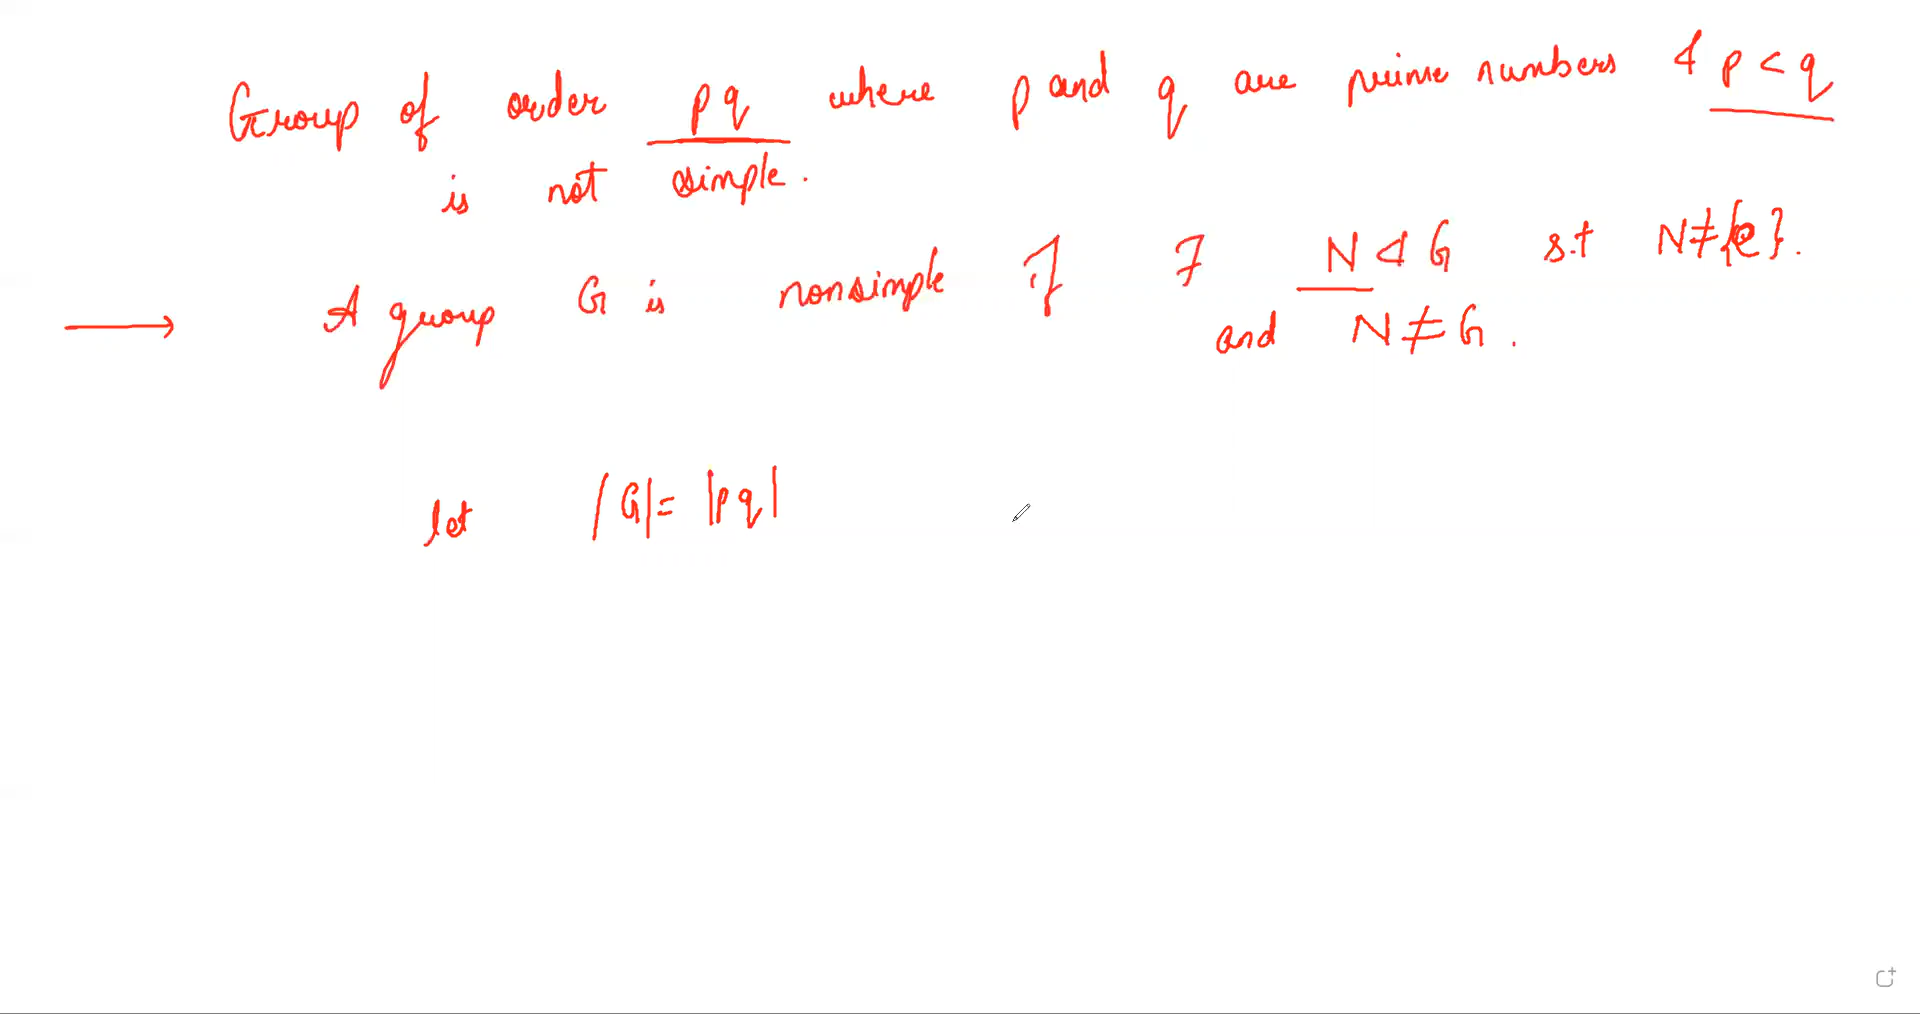 Group of order pq where p and q are prime numbers & p < q
is not simple.
→ A group G is nonsimple if ∃ N ⊲ G s.t N ≠ {e}.
and N ≠ G.
let |G| = |pq|